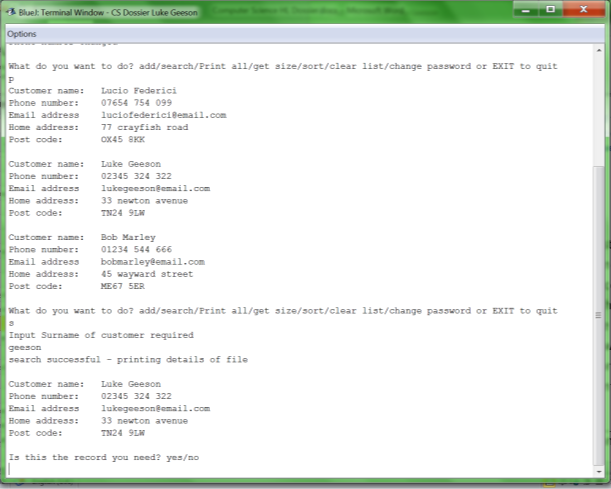 BlueJ: Terminal Window - CS Dossier Luke Geeson
Options
What do you want to do? add/search/Print all/get size/sort/clear list/change password or EXIT to quit
p
Customer name: Lucio Federici
Phone number: 07654 754 099
Email address luciofederici@email.com
Home address: 77 crayfish road
Post code: OX45 8KK
Customer name: Luke Geeson
Phone number: 02345 324 322
Email address lukegeeson@email.com
Home address: 33 newton avenue
Post code: TN24 9LW
Customer name: Bob Marley
Phone number: 01234 544 666
Email address bobmarley@email.com
Home address: 45 wayward street
Post code: ME67 5ER
What do you want to do? add/search/Print all/get size/sort/clear list/change password or EXIT to quit
s
Input Surname of customer required
geeson
search successful - printing details of file
Customer name: Luke Geeson
Phone number: 02345 324 322
Email address lukegeeson@email.com
Home address: 33 newton avenue
Post code: TN24 9LW
Is this the record you need? yes/no